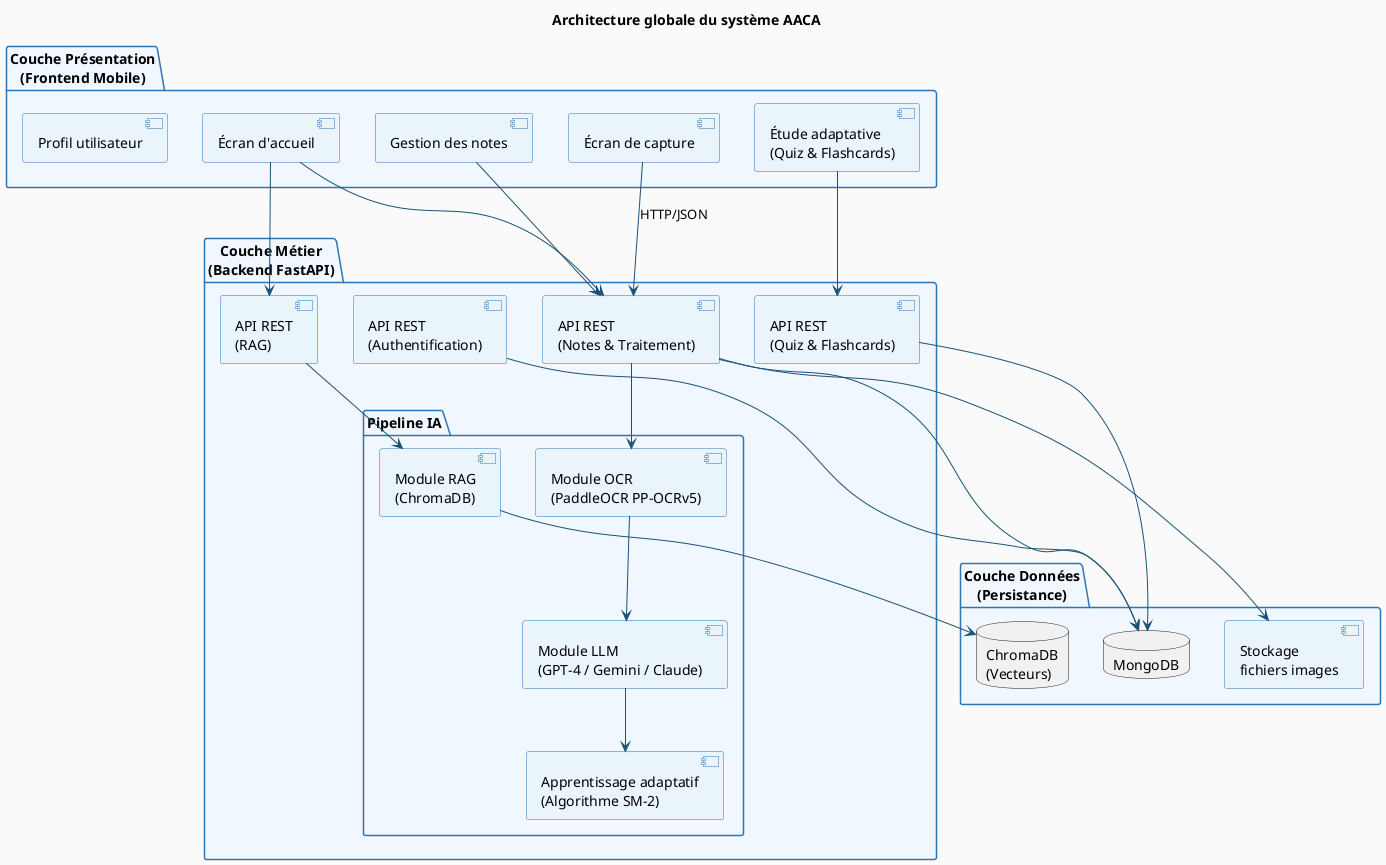 Architecture globale du système AACA
Couche Présentation
(Frontend Mobile)
Profil utilisateur
Écran d'accueil
Gestion des notes
Écran de capture
Étude adaptative
(Quiz & Flashcards)
HTTP/JSON
Couche Métier
(Backend FastAPI)
API REST
(RAG)
API REST
(Authentification)
API REST
(Notes & Traitement)
API REST
(Quiz & Flashcards)
Pipeline IA
Module RAG
(ChromaDB)
Module OCR
(PaddleOCR PP-OCRv5)
Module LLM
(GPT-4 / Gemini / Claude)
Apprentissage adaptatif
(Algorithme SM-2)
Couche Données
(Persistance)
ChromaDB
(Vecteurs)
MongoDB
Stockage
fichiers images